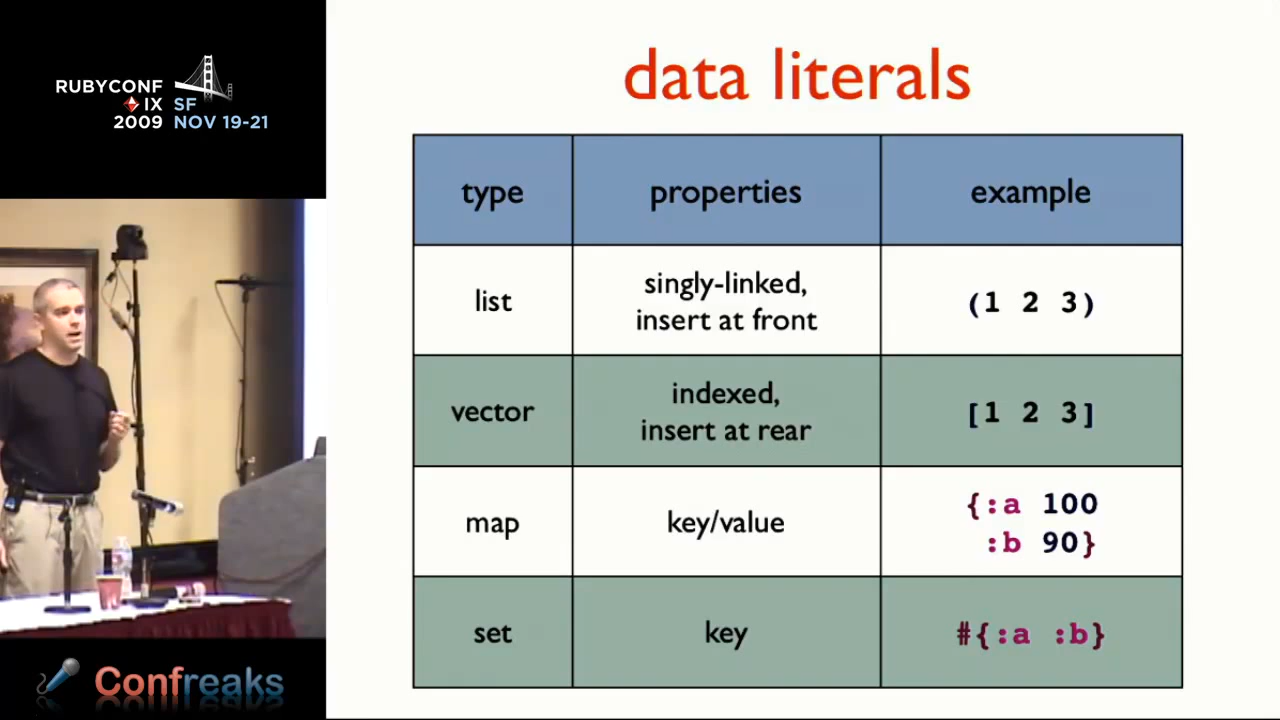 RUBYCONF
IX SF
2009 NOV 19-21
Confreaks
data literals
type properties example
list singly-linked, insert at front (1 2 3)
vector indexed, insert at rear [1 2 3]
map key/value {:a 100
:b 90}
set key #{:a :b}